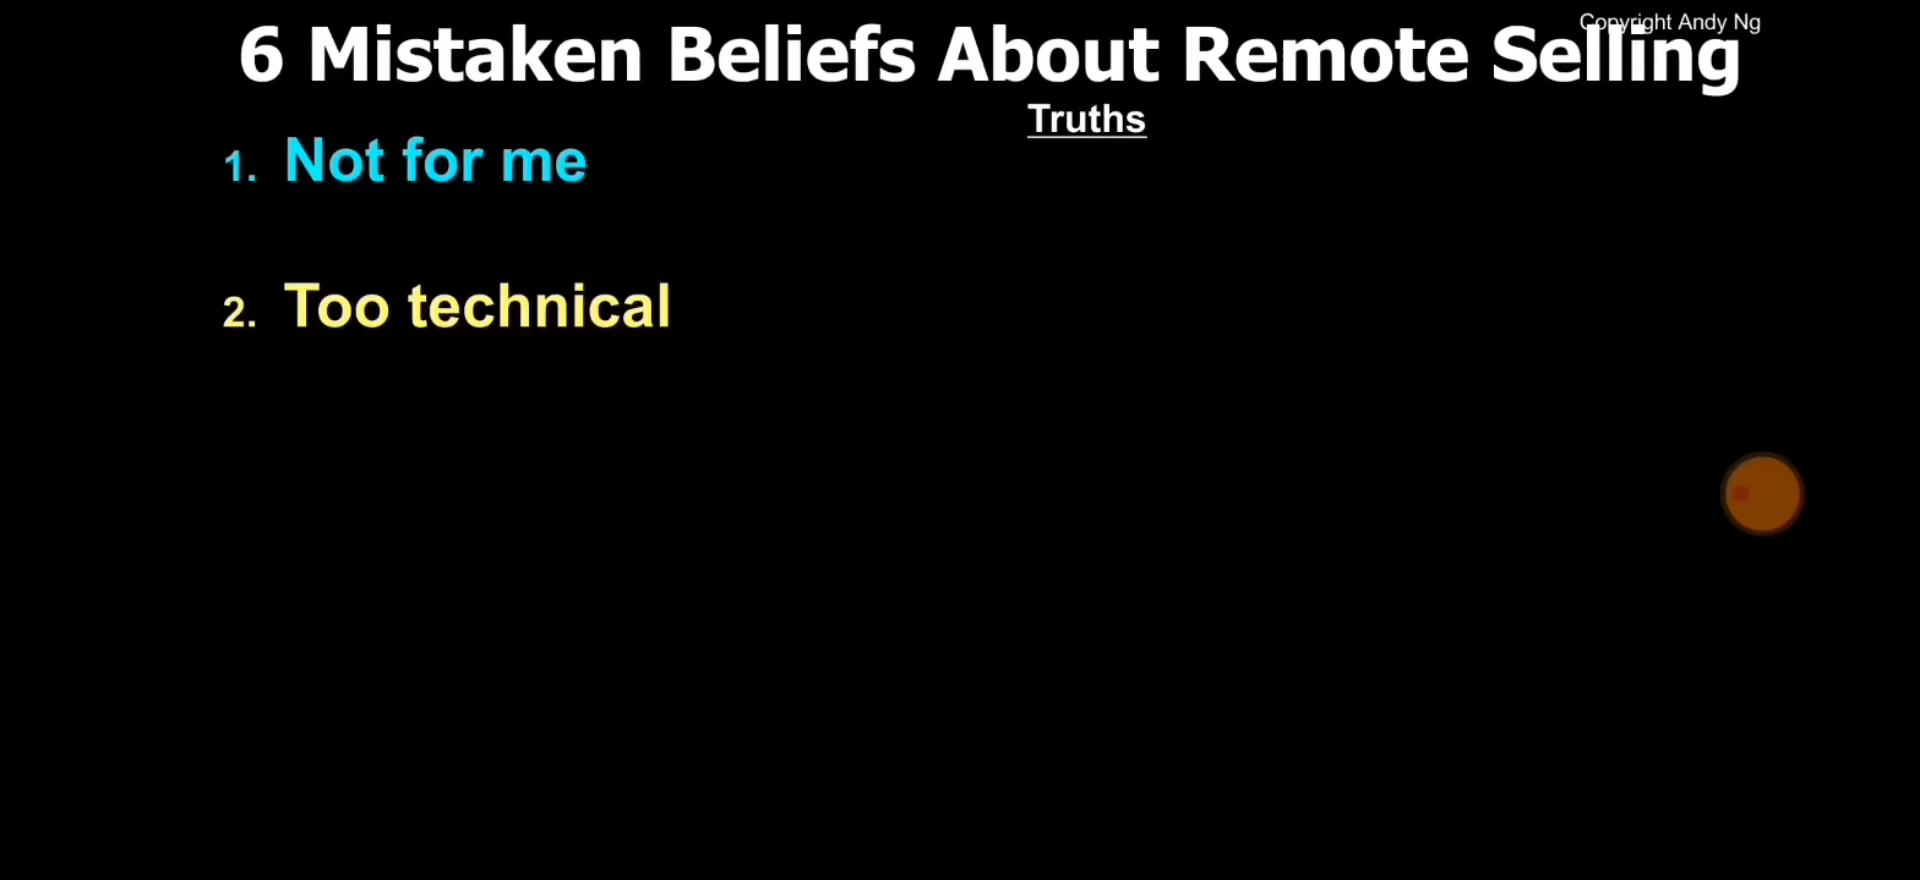 Copyright Andy Ng
6 Mistaken Beliefs About Remote Selling
Truths
1. Not for me
2. Too technical